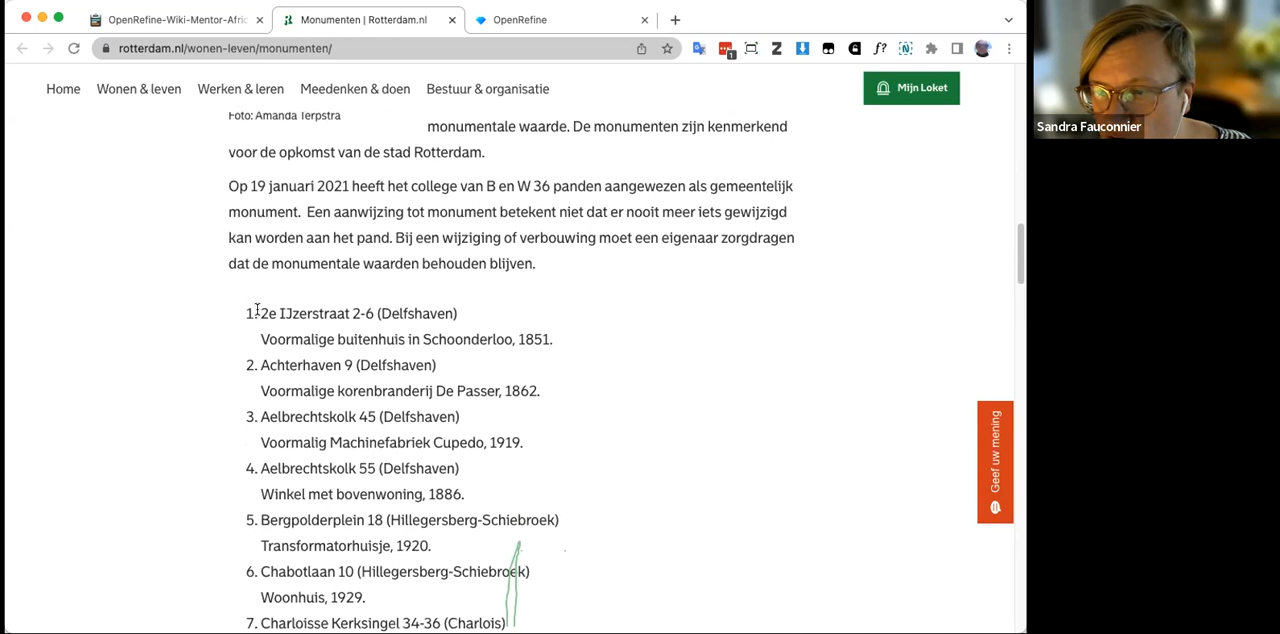 OpenRefine-Wiki-Mentor-Afric
Monumenten | Rotterdam.nl
OpenRefine
rotterdam.nl/wonen-leven/monumenten/
1
f?
N
Home
Wonen & leven
Werken & leren
Meedenken & doen
Bestuur & organisatie
Mijn Loket
Sandra Fauconnier
Foto: Amanda Terpstra
monumentale waarde. De monumenten zijn kenmerkend
voor de opkomst van de stad Rotterdam.
Op 19 januari 2021 heeft het college van B en W 36 panden aangewezen als gemeentelijk
monument. Een aanwijzing tot monument betekent niet dat er nooit meer iets gewijzigd
kan worden aan het pand. Bij een wijziging of verbouwing moet een eigenaar zorgdragen
dat de monumentale waarden behouden blijven.
1. 2e IJzerstraat 2-6 (Delfshaven)
Voormalige buitenhuis in Schoonderloo, 1851.
2. Achterhaven 9 (Delfshaven)
Voormalige korenbranderij De Passer, 1862.
3. Aelbrechtskolk 45 (Delfshaven)
Voormalig Machinefabriek Cupedo, 1919.
4. Aelbrechtskolk 55 (Delfshaven)
Winkel met bovenwoning, 1886.
5. Bergpolderplein 18 (Hillegersberg-Schiebroek)
Transformatorhuisje, 1920.
6. Chabotlaan 10 (Hillegersberg-Schiebroek)
Woonhuis, 1929.
7. Charloisse Kerksingel 34-36 (Charlois)
Geef uw mening